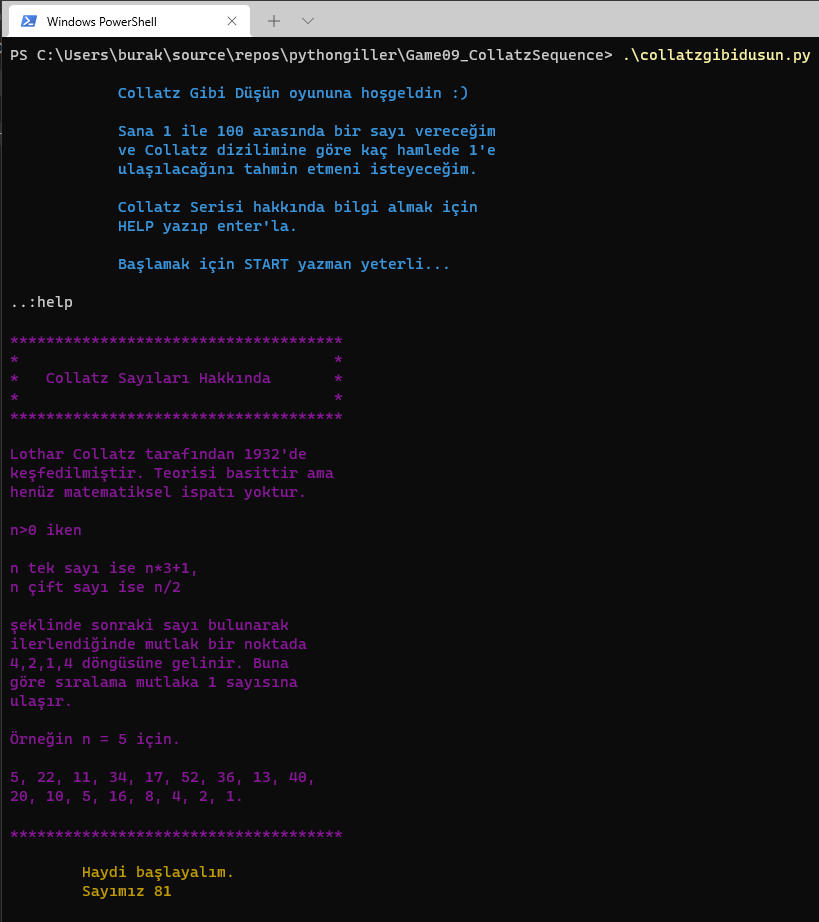 Windows PowerShell
PS C:\Users\burak\source\repos\pythongiller\Game09_CollatzSequence> .\collatzgibidusun.py
Collatz Gibi Düşün oyununa hoşgeldin :)
Sana 1 ile 100 arasında bir sayı vereceğim
ve Collatz dizilimine göre kaç hamlede 1'e
ulaşılacağını tahmin etmeni isteyeceğim.
Collatz Serisi hakkında bilgi almak için
HELP yazıp enter'la.
Başlamak için START yazman yeterli...
..:help
*************************************
* *
* Collatz Sayıları Hakkında *
* *
*************************************
Lothar Collatz tarafından 1932'de
keşfedilmiştir. Teorisi basittir ama
henüz matematiksel ispatı yoktur.
n>0 iken
n tek sayı ise n*3+1,
n çift sayı ise n/2
şeklinde sonraki sayı bulunarak
ilerlendiğinde mutlak bir noktada
4,2,1,4 döngüsüne gelinir. Buna
göre sıralama mutlaka 1 sayısına
ulaşır.
Örneğin n = 5 için.
5, 22, 11, 34, 17, 52, 36, 13, 40,
20, 10, 5, 16, 8, 4, 2, 1.
*************************************
Haydi başlayalım.
Sayımız 81